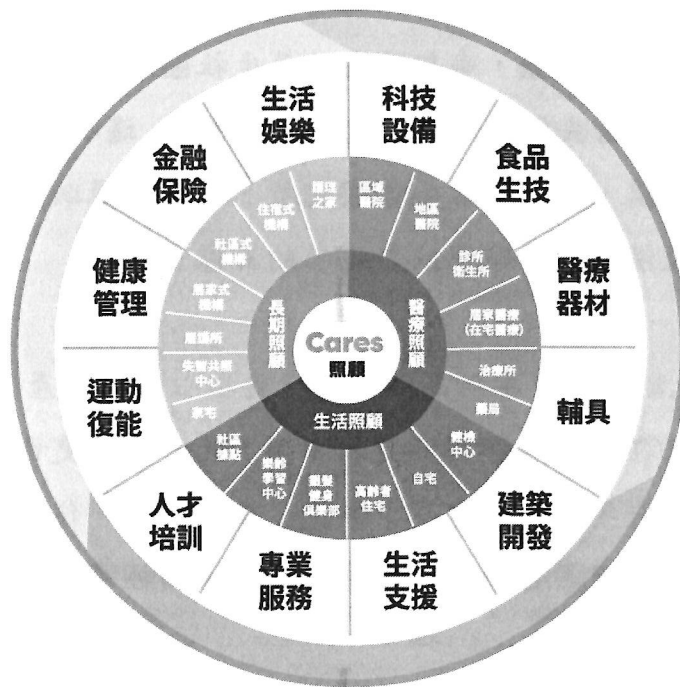 Cares
照顧
醫療照顧
生活照顧
長期照顧
區域
醫院
地區
醫院
診所
衛生所
居家醫療
(在宅醫療)
治療所
藥局
健檢
中心
自宅
高齡者
住宅
銀髮
健身
俱樂部
樂齡
學習
中心
社區
據點
家宅
失智共照
中心
居護所
居家式
機構
社區式
機構
住宿式
機構
護理
之家
科技
設備
食品
生技
醫療
器材
輔具
建築
開發
生活
支援
專業
服務
人才
培訓
運動
復能
健康
管理
金融
保險
生活
娛樂